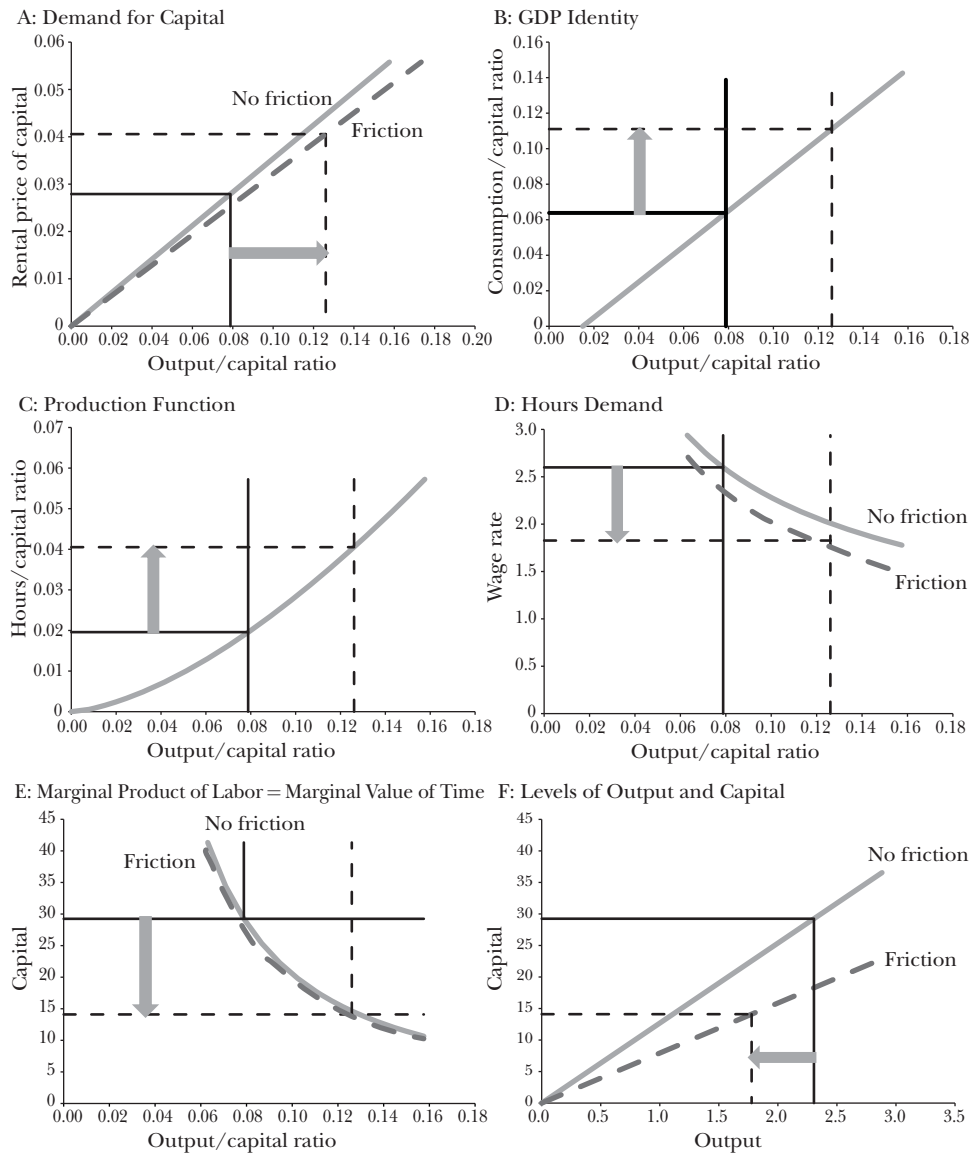 A: Demand for Capital
0.06
0.05
0.04
0.03
0.02
0.01
0
Rental price of capital
No friction
Friction
0.00 0.02 0.04 0.06 0.08 0.10 0.12 0.14 0.16 0.18 0.20
Output/capital ratio
B: GDP Identity
0.16
0.14
0.12
0.10
0.08
0.06
0.04
0.02
0
Consumption/capital ratio
0.00 0.02 0.04 0.06 0.08 0.10 0.12 0.14 0.16 0.18
Output/capital ratio
C: Production Function
0.07
0.06
0.05
0.04
0.03
0.02
0.01
0
Hours/capital ratio
0.00 0.02 0.04 0.06 0.08 0.10 0.12 0.14 0.16 0.18
Output/capital ratio
D: Hours Demand
3.0
2.5
2.0
1.5
1.0
0.5
0
Wage rate
No friction
Friction
0.00 0.02 0.04 0.06 0.08 0.10 0.12 0.14 0.16 0.18
Output/capital ratio
E: Marginal Product of Labor = Marginal Value of Time
No friction
Friction
45
40
35
30
25
20
15
10
5
0
Capital
0.00 0.02 0.04 0.06 0.08 0.10 0.12 0.14 0.16 0.18
Output/capital ratio
F: Levels of Output and Capital
45
40
35
30
25
20
15
10
5
0
Capital
No friction
Friction
0.0 0.5 1.0 1.5 2.0 2.5 3.0 3.5
Output